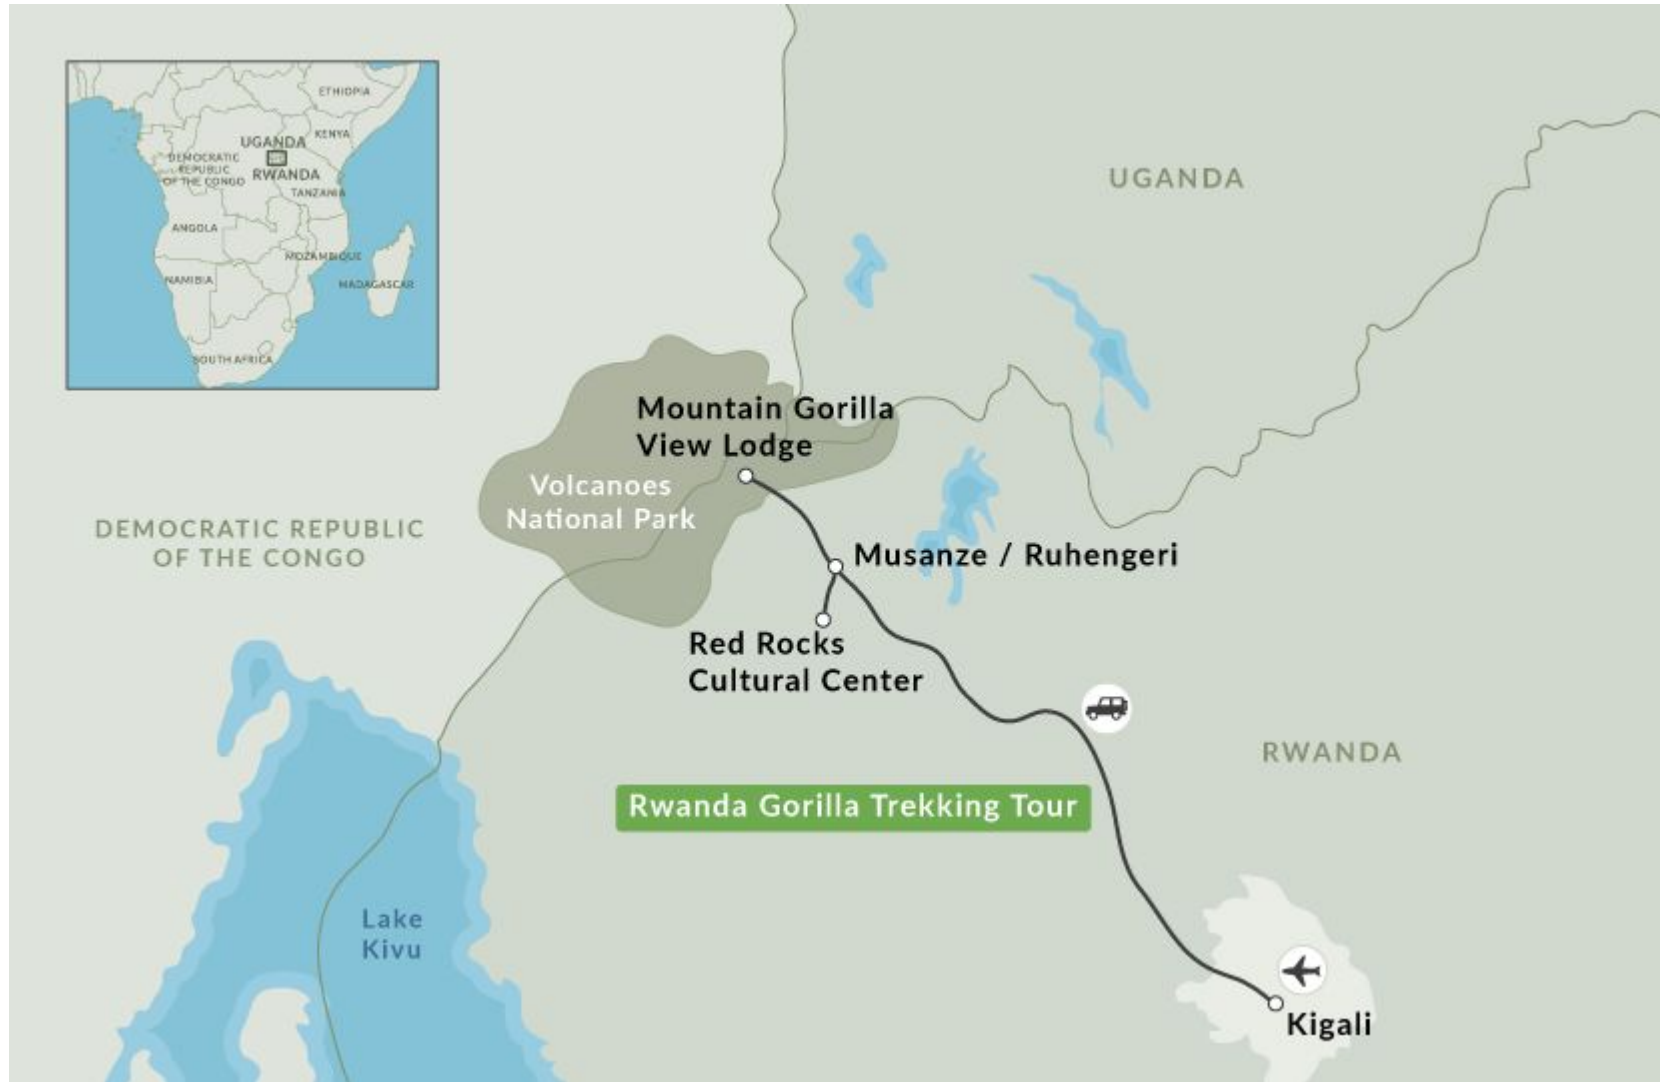 ETHIOPIA
KENYA
UGANDA
DEMOCRATIC
REPUBLIC
OF THE CONGO
RWANDA
TANZANIA
ANGOLA
MOZAMBIQUE
NAMIBIA
MADAGASCAR
SOUTH AFRICA
UGANDA
Mountain Gorilla
View Lodge
Volcanoes
National Park
DEMOCRATIC REPUBLIC
OF THE CONGO
Musanze / Ruhengeri
Red Rocks
Cultural Center
RWANDA
Rwanda Gorilla Trekking Tour
Lake
Kivu
Kigali